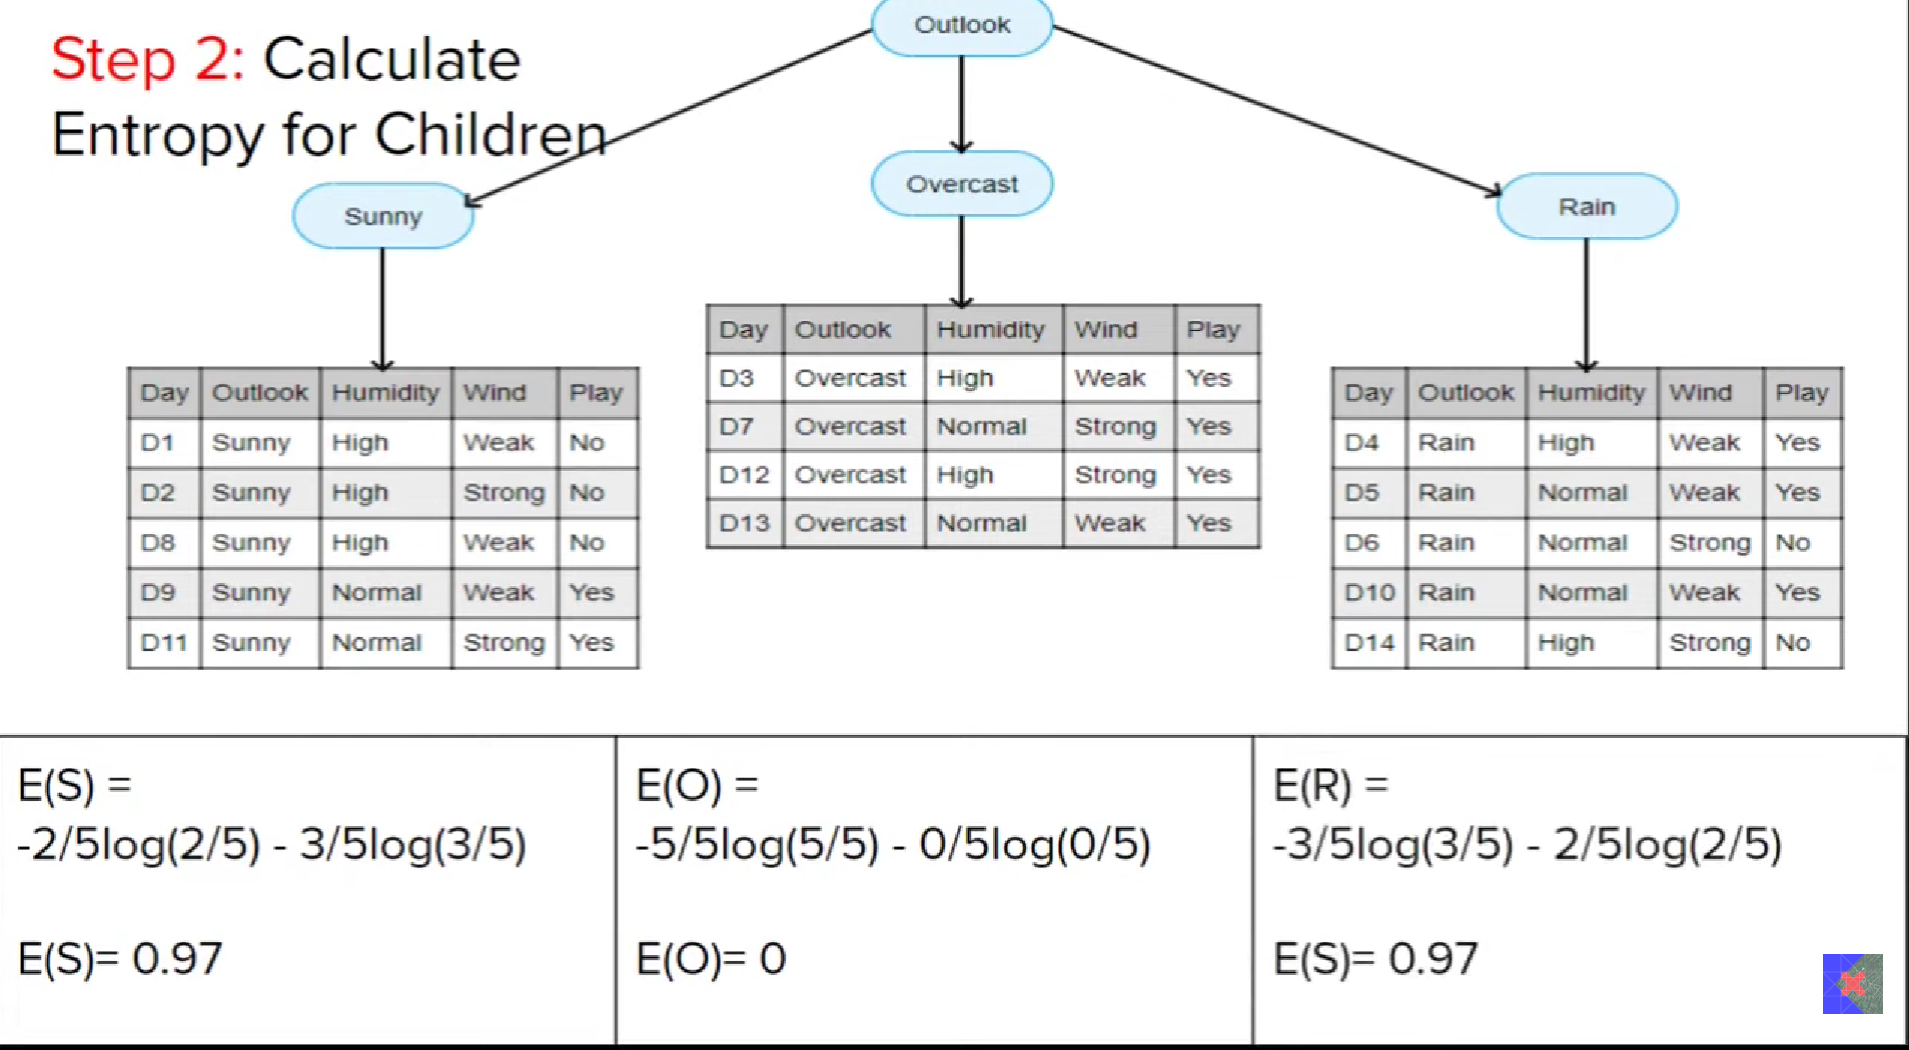 Step 2: Calculate
Entropy for Children
Outlook
Sunny
Overcast
Rain
Day Outlook Humidity Wind Play
D1 Sunny High Weak No
D2 Sunny High Strong No
D8 Sunny High Weak No
D9 Sunny Normal Weak Yes
D11 Sunny Normal Strong Yes
Day Outlook Humidity Wind Play
D3 Overcast High Weak Yes
D7 Overcast Normal Strong Yes
D12 Overcast High Strong Yes
D13 Overcast Normal Weak Yes
Day Outlook Humidity Wind Play
D4 Rain High Weak Yes
D5 Rain Normal Weak Yes
D6 Rain Normal Strong No
D10 Rain Normal Weak Yes
D14 Rain High Strong No
E(S) =
-2/5log(2/5) - 3/5log(3/5)
E(S)= 0.97
E(O) =
-5/5log(5/5) - 0/5log(0/5)
E(O)= 0
E(R) =
-3/5log(3/5) - 2/5log(2/5)
E(S)= 0.97